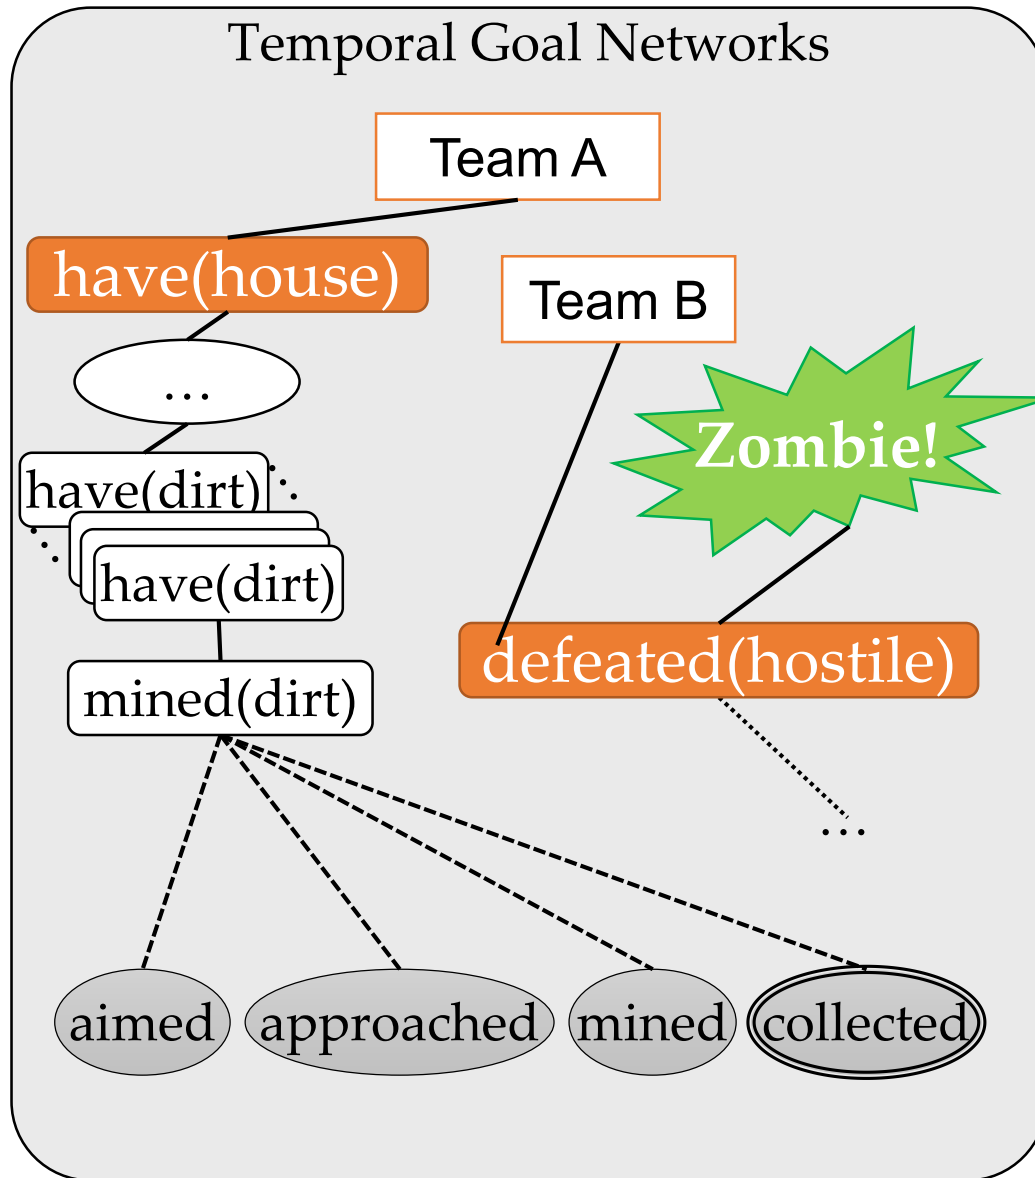 Temporal Goal Networks
Team A
have(house)
Team B
...
Zombie!
have(dirt)
have(dirt)
defeated(hostile)
mined(dirt)
...
aimed
approached
mined
collected